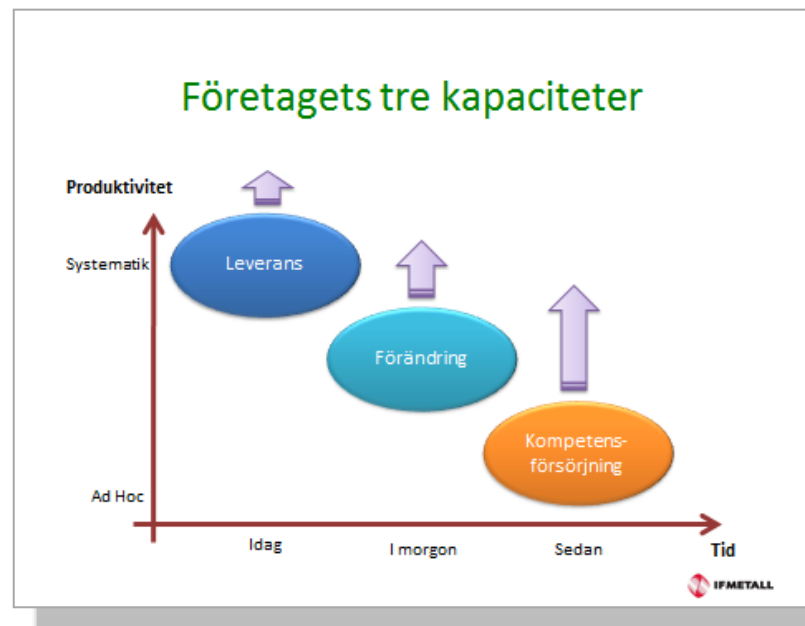 Företagets tre kapaciteter
Produktivitet
Systematik
Leverans
Förändring
Kompetens-
försörjning
Ad Hoc
Idag
I morgon
Sedan
Tid
IFMETALL